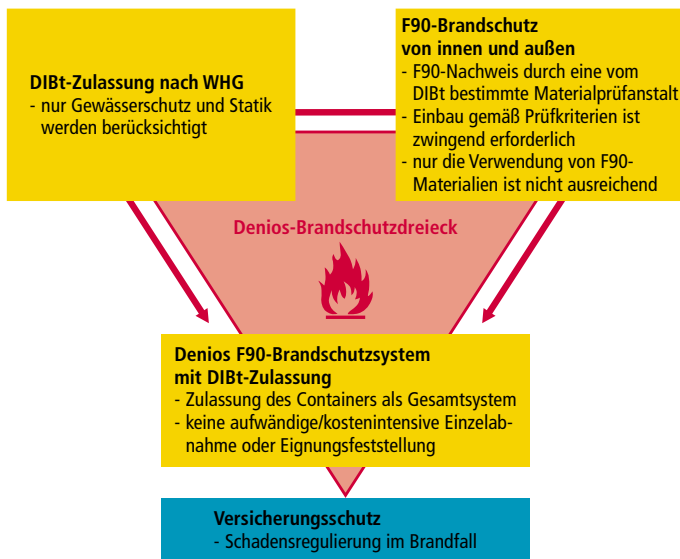 DIBt-Zulassung nach WHG
- nur Gewässerschutz und Statik
werden berücksichtigt
F90-Brandschutz
von innen und außen
- F90-Nachweis durch eine vom
DIBt bestimmte Materialprüfanstalt
- Einbau gemäß Prüfkriterien ist
zwingend erforderlich
- nur die Verwendung von F90-
Materialien ist nicht ausreichend
Denios-Brandschutzdreieck
Denios F90-Brandschutzsystem
mit DIBt-Zulassung
- Zulassung des Containers als Gesamtsystem
- keine aufwändige/kostenintensive Einzelab-
nahme oder Eignungsfeststellung
Versicherungsschutz
- Schadensregulierung im Brandfall